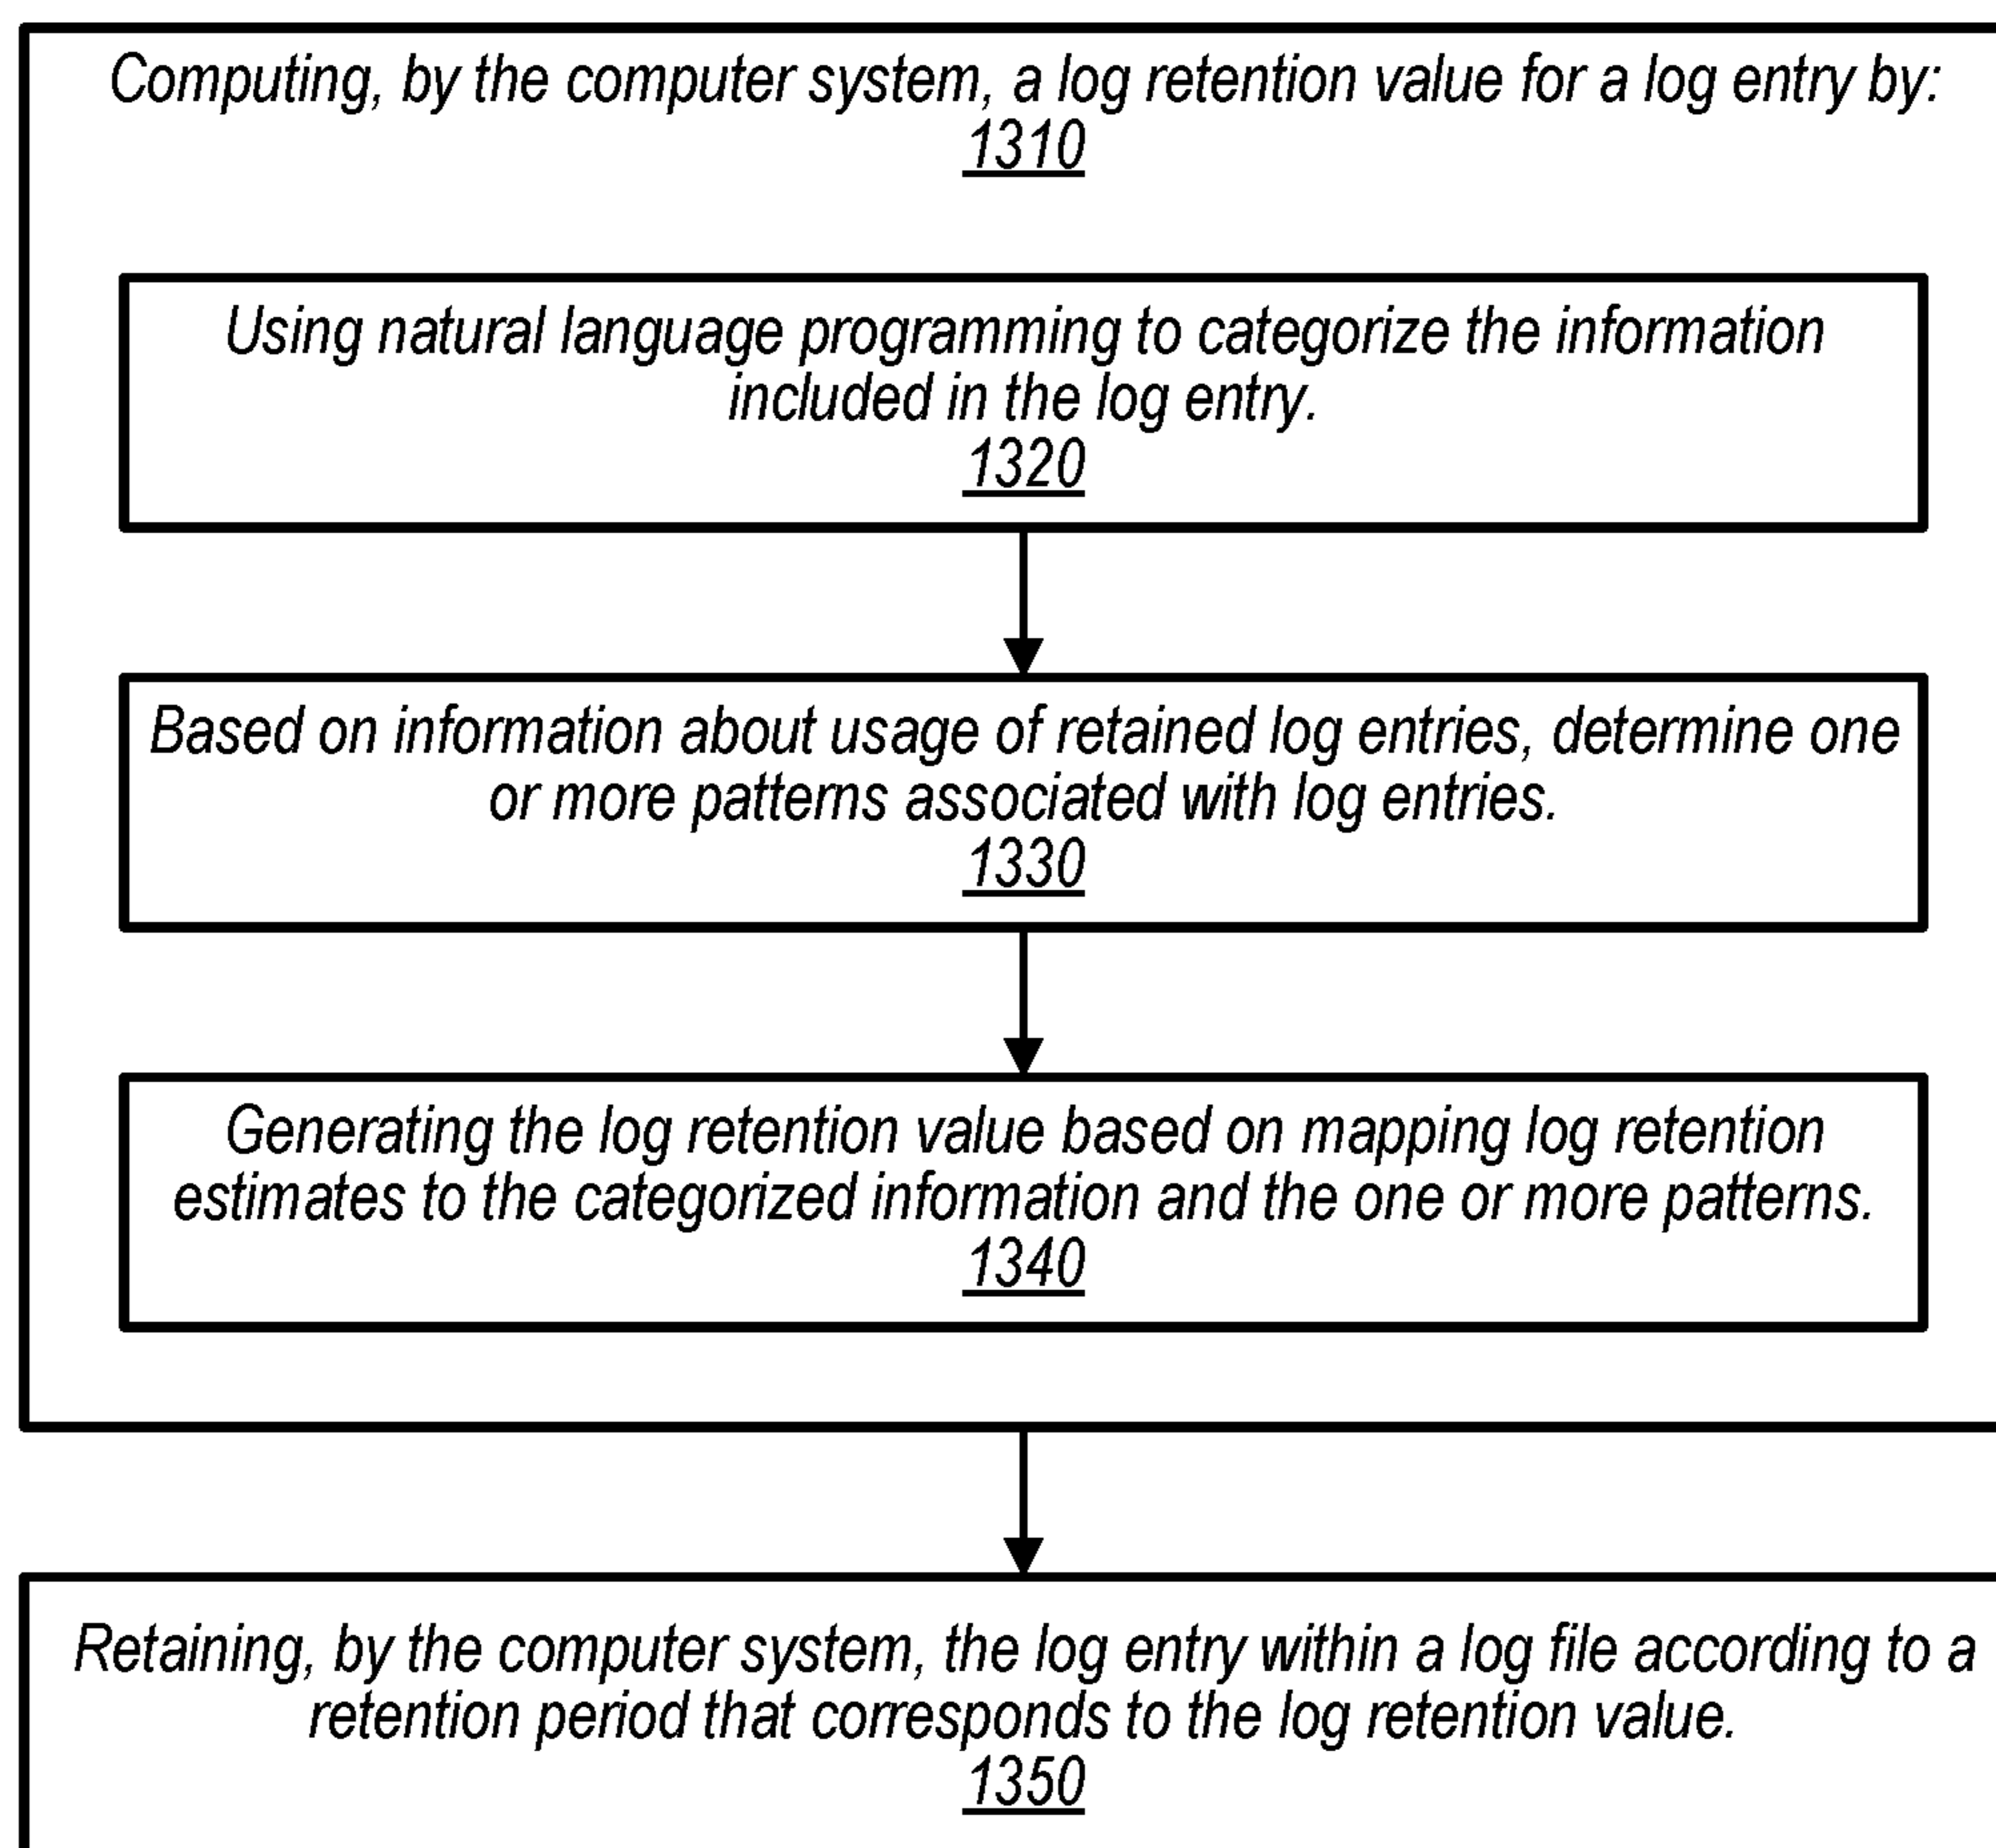 Computing, by the computer system, a log retention value for a log entry by:
1310
Using natural language programming to categorize the information
included in the log entry.
1320
Based on information about usage of retained log entries, determine one
or more patterns associated with log entries.
1330
Generating the log retention value based on mapping log retention
estimates to the categorized information and the one or more patterns.
1340
Retaining, by the computer system, the log entry within a log file according to a
retention period that corresponds to the log retention value.
1350